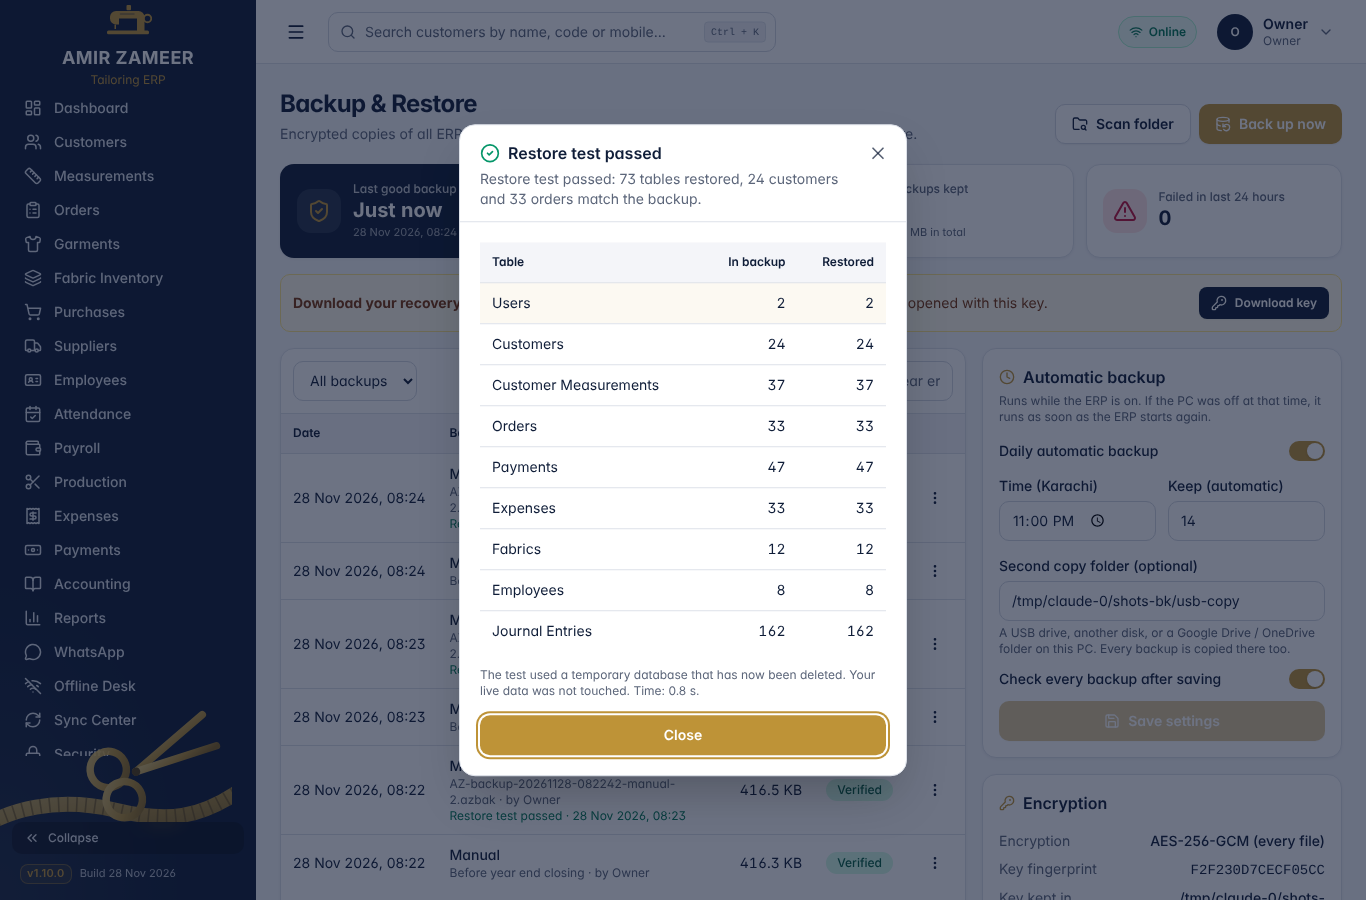 AMIR ZAMEER
Tailoring ERP
Dashboard
Customers
Measurements
Orders
Garments
Fabric Inventory
Purchases
Suppliers
Employees
Attendance
Payroll
Production
Expenses
Payments
Accounting
Reports
WhatsApp
Offline Desk
Sync Center
Collapse
v1.10.0 Build 28 Nov 2026
Search customers by name, code or mobile... Ctrl + K
Online
O
Owner
Owner
Backup & Restore
Encrypted copies of all ERP
Scan folder
Back up now
Last good backup
Just now
28 Nov 2026, 08:24
kept
MB in total
Failed in last 24 hours
0
Download your recovery
opened with this key.
Download key
All backups
Date
28 Nov 2026, 08:24
28 Nov 2026, 08:24
28 Nov 2026, 08:23
28 Nov 2026, 08:23
28 Nov 2026, 08:22
AZ-backup-20261128-082242-manual-
2.azbak · by Owner
Restore test passed · 28 Nov 2026, 08:23
416.5 KB
Verified
28 Nov 2026, 08:22
Manual
Before year end closing · by Owner
416.3 KB
Verified
Restore test passed
Restore test passed: 73 tables restored, 24 customers
and 33 orders match the backup.
Table In backup Restored
Users 2 2
Customers 24 24
Customer Measurements 37 37
Orders 33 33
Payments 47 47
Expenses 33 33
Fabrics 12 12
Employees 8 8
Journal Entries 162 162
The test used a temporary database that has now been deleted. Your
live data was not touched. Time: 0.8 s.
Close
Automatic backup
Runs while the ERP is on. If the PC was off at that time, it
runs as soon as the ERP starts again.
Daily automatic backup
Time (Karachi) Keep (automatic)
11:00 PM 14
Second copy folder (optional)
/tmp/claude-0/shots-bk/usb-copy
A USB drive, another disk, or a Google Drive / OneDrive
folder on this PC. Every backup is copied there too.
Check every backup after saving
Save settings
Encryption
Encryption AES-256-GCM (every file)
Key fingerprint F2F230D7CECF05CC
Key kept in /tmp/claude-0/shots-